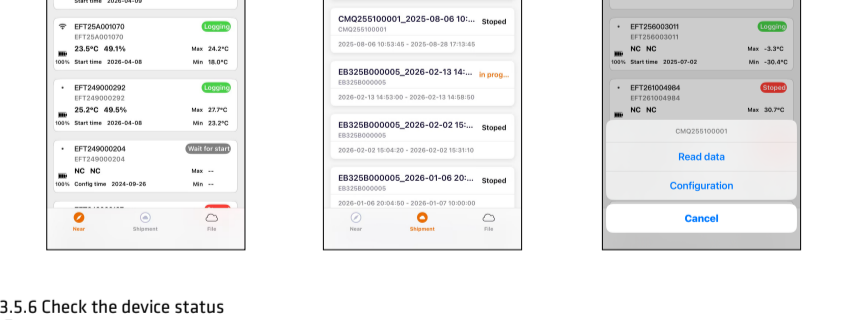 Start time 2026-04-09
EFT25A001070 Logging
EFT25A001070
23.5°C 49.1% Max 24.2°C
100% Start time 2026-04-08 Min 18.0°C
EFT249000292 Logging
EFT249000292
25.2°C 49.5% Max 27.7°C
100% Start time 2026-04-08 Min 23.2°C
EFT249000204 Wait for start
EFT249000204
NC NC Max --
100% Config time 2024-09-26 Min --
Near Shipment File
CMQ255100001_2025-08-06 10:... Stoped
CMQ255100001
2025-08-06 10:53:45 - 2025-08-28 17:13:45
EB325B000005_2026-02-13 14:... in prog...
EB325B000005
2026-02-13 14:53:00 - 2026-02-13 14:58:50
EB325B000005_2026-02-02 15:... Stoped
EB325B000005
2026-02-02 15:04:20 - 2026-02-02 15:31:10
EB325B000005_2026-01-06 20:... Stoped
EB325B000005
2026-01-06 20:04:50 - 2026-01-07 10:00:00
Near Shipment File
EFT256003011 Logging
EFT256003011
NC NC Max -3.3°C
100% Start time 2025-07-02 Min -30.4°C
EFT261004984 Stoped
EFT261004984
NC NC Max 30.7°C
CMQ255100001
Read data
Configuration
Cancel
3.5.6 Check the device status